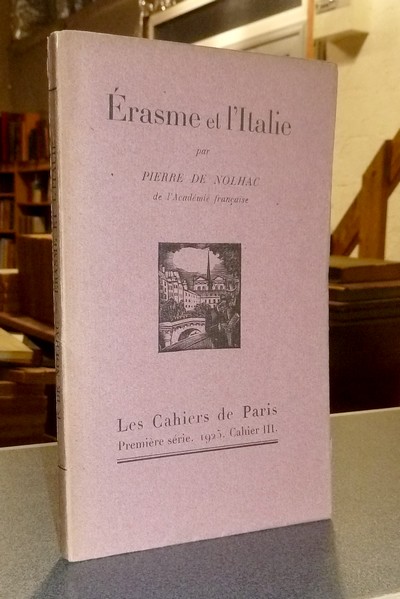 Érasme et l'Italie
par
PIERRE DE NOLHAC
de l'Académie française
Les Cahiers de Paris
Première série. 1925. Cahier III.